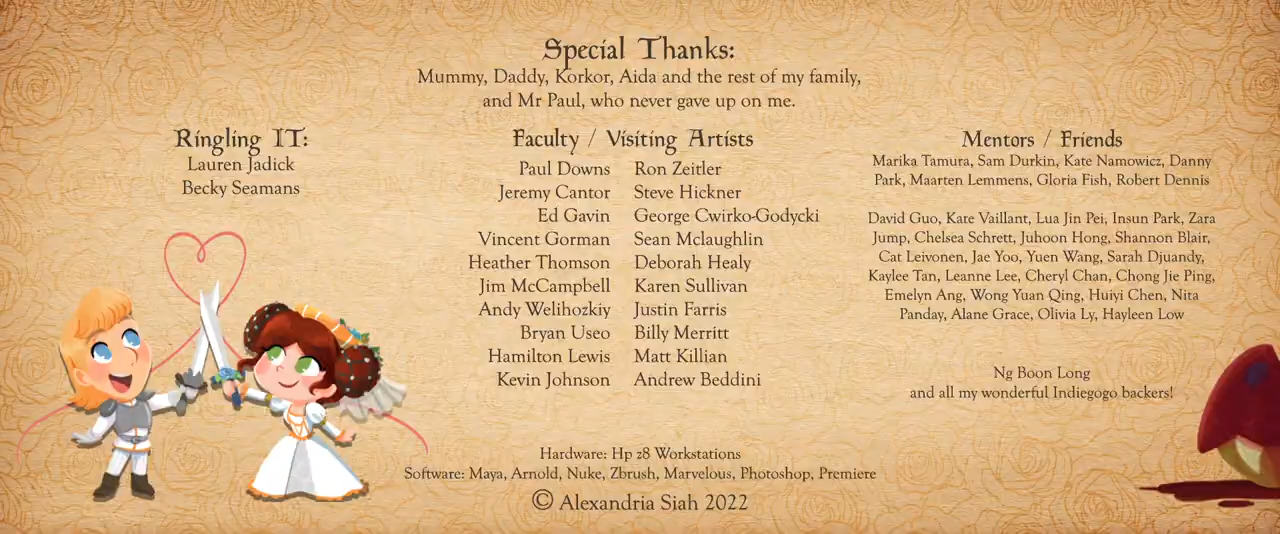 Special Thanks:
Mummy, Daddy, Korkor, Aida and the rest of my family,
and Mr Paul, who never gave up on me.
Ringling IT:
Lauren Jadick
Becky Seamans
Faculty / Visiting Artists
Paul Downs Ron Zeitler
Jeremy Cantor Steve Hickner
Ed Gavin George Cwirko-Godycki
Vincent Gorman Sean Mclaughlin
Heather Thomson Deborah Healy
Jim McCampbell Karen Sullivan
Andy Welihozkiy Justin Farris
Bryan Useo Billy Merritt
Hamilton Lewis Matt Killian
Kevin Johnson Andrew Beddini
Mentors / Friends
Marika Tamura, Sam Durkin, Kate Namowicz, Danny
Park, Maarten Lemmens, Gloria Fish, Robert Dennis
David Guo, Kate Vaillant, Lua Jin Pei, Insun Park, Zara
Jump, Chelsea Schrett, Juhoon Hong, Shannon Blair,
Cat Leivonen, Jae Yoo, Yuen Wang, Sarah Djuandy,
Kaylee Tan, Leanne Lee, Cheryl Chan, Chong Jie Ping,
Emelyn Ang, Wong Yuan Qing, Huiyi Chen, Nita
Panday, Alane Grace, Olivia Ly, Hayleen Low
Ng Boon Long
and all my wonderful Indiegogo backers!
Hardware: Hp z8 Workstations
Software: Maya, Arnold, Nuke, Zbrush, Marvelous, Photoshop, Premiere
© Alexandria Siah 2022